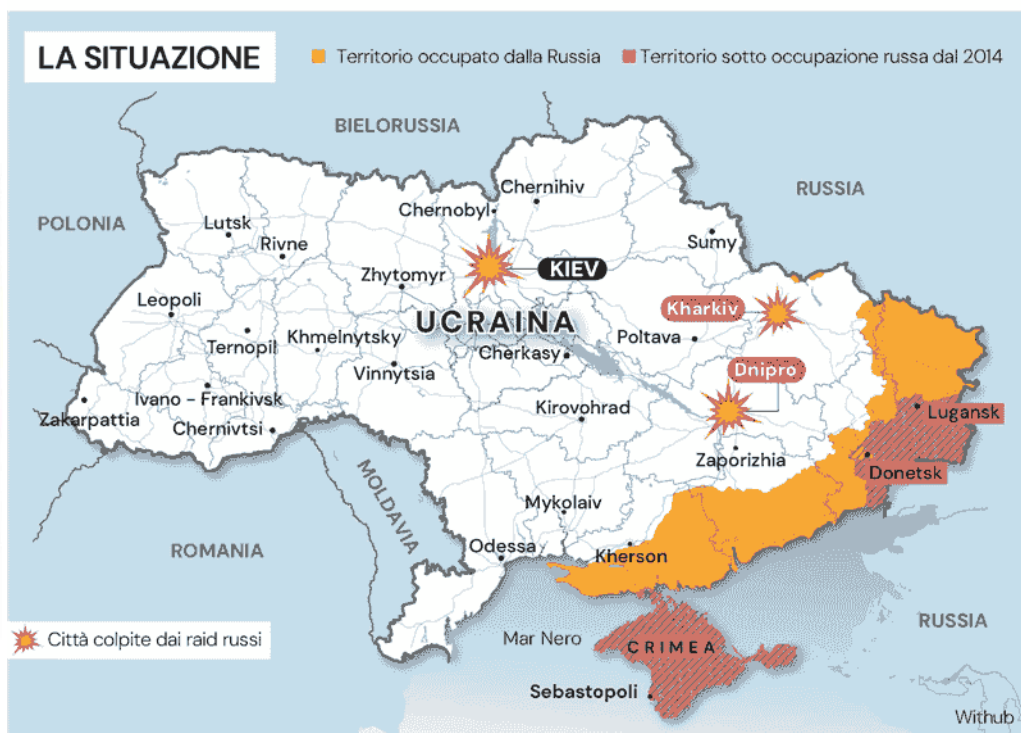 LA SITUAZIONE
Territorio occupato dalla Russia
Territorio sotto occupazione russa dal 2014
BIELORUSSIA
RUSSIA
POLONIA
Chernihiv
Chernobyl
Lutsk
Rivne
Sumy
KIEV
Zhytomyr
Leopoli
Kharkiv
UCRAINA
Ternopil
Khmelnytsky
Poltava
Cherkasy
Vinnytsia
Dnipro
Ivano - Frankivsk
Kirovohrad
Zakarpattia
Chernivtsi
Lugansk
Zaporizhia
Donetsk
MOLDAVIA
Mykolaiv
ROMANIA
Odessa
Kherson
RUSSIA
Città colpite dai raid russi
Mar Nero
CRIMEA
Sebastopoli
Withub